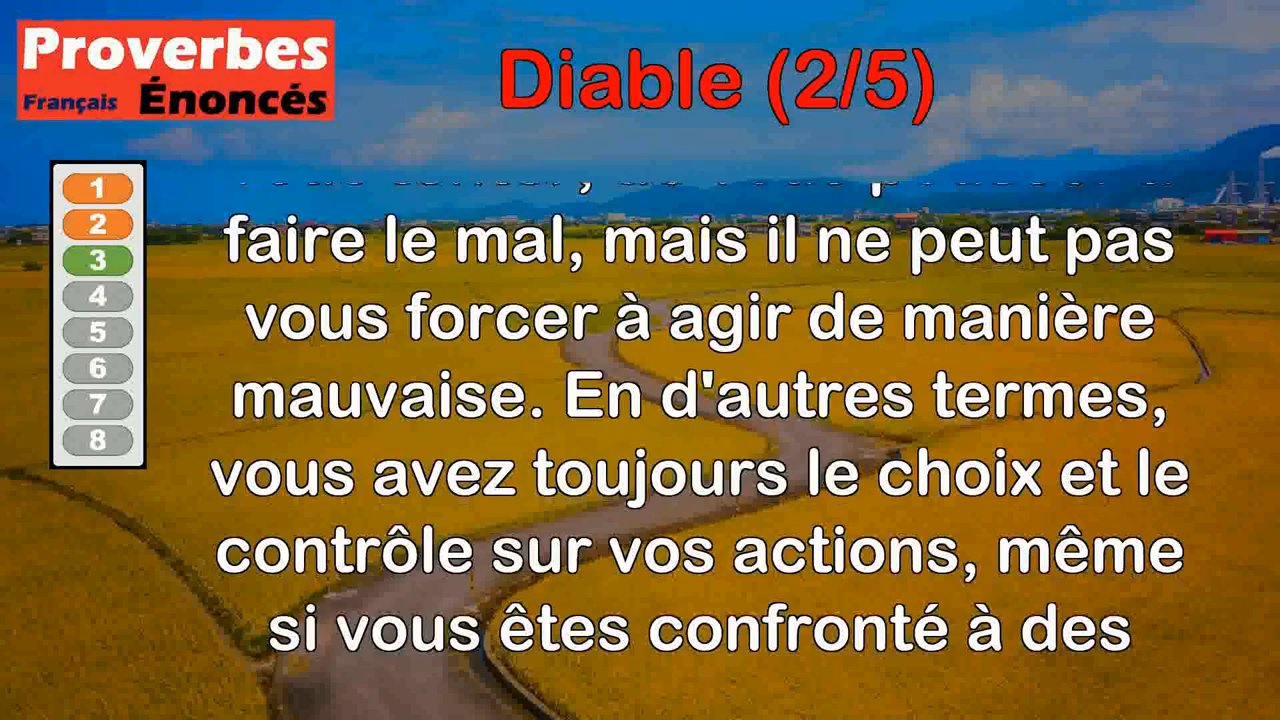 Proverbes
Français Énoncés
Diable (2/5)
1
2
3
4
5
6
7
8
faire le mal, mais il ne peut pas
vous forcer à agir de manière
mauvaise. En d'autres termes,
vous avez toujours le choix et le
contrôle sur vos actions, même
si vous êtes confronté à des